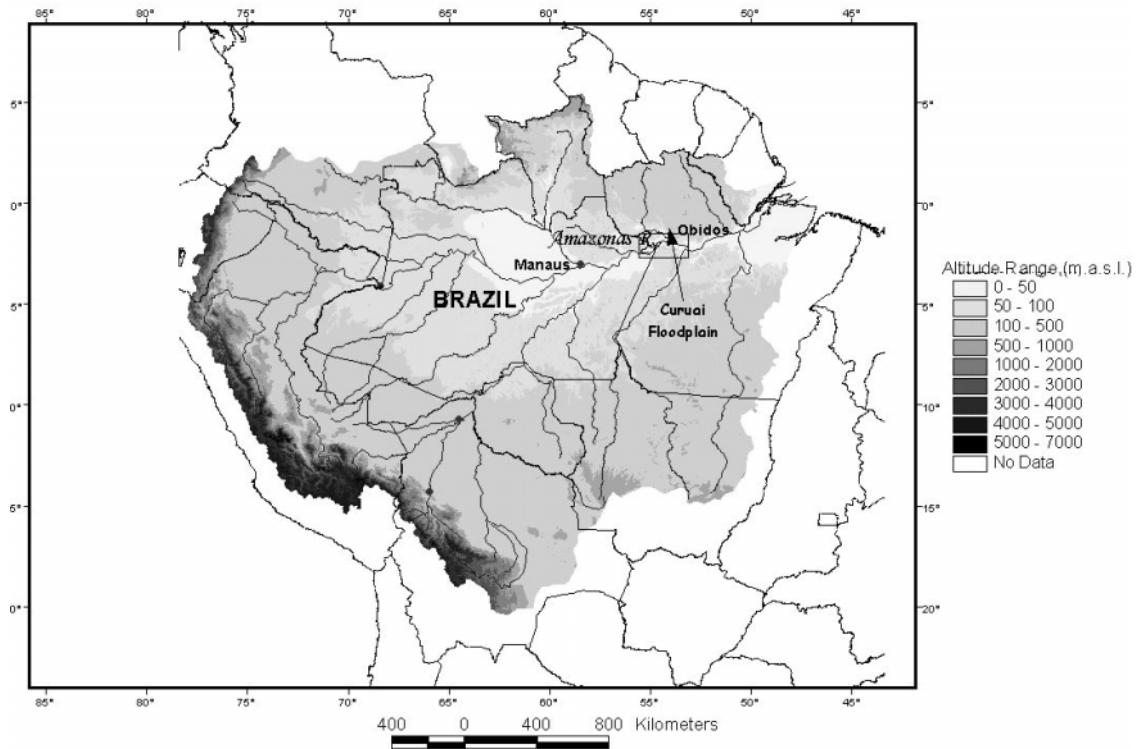 85° 80° 75° 70° 65° 60° 55° 50° 45°
5° 5°
0° 0°
Obidos
Amazonas R.
Manaus
BRAZIL
Curuai
Floodplain
5° 5°
0° 10°
5° 15°
0° 20°
Altitude Range (m.a.s.l.)
0 - 50
50 - 100
100 - 500
500 - 1000
1000 - 2000
2000 - 3000
3000 - 4000
4000 - 5000
5000 - 7000
No Data
85° 80° 75° 70° 65° 60° 55° 50° 45°
400 0 400 800 Kilometers